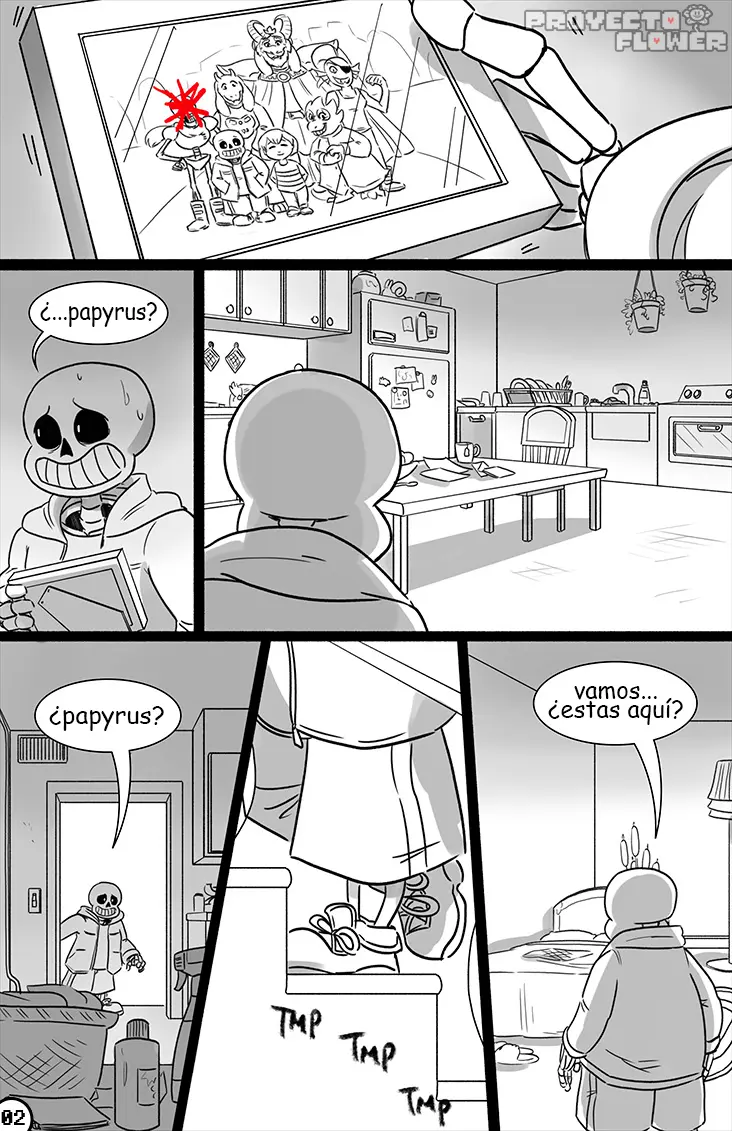 PROYECTO
FLOWER
¿...papyrus?
¿papyrus?
vamos...
¿estas aquí?
TMP
TMP
TMP
02